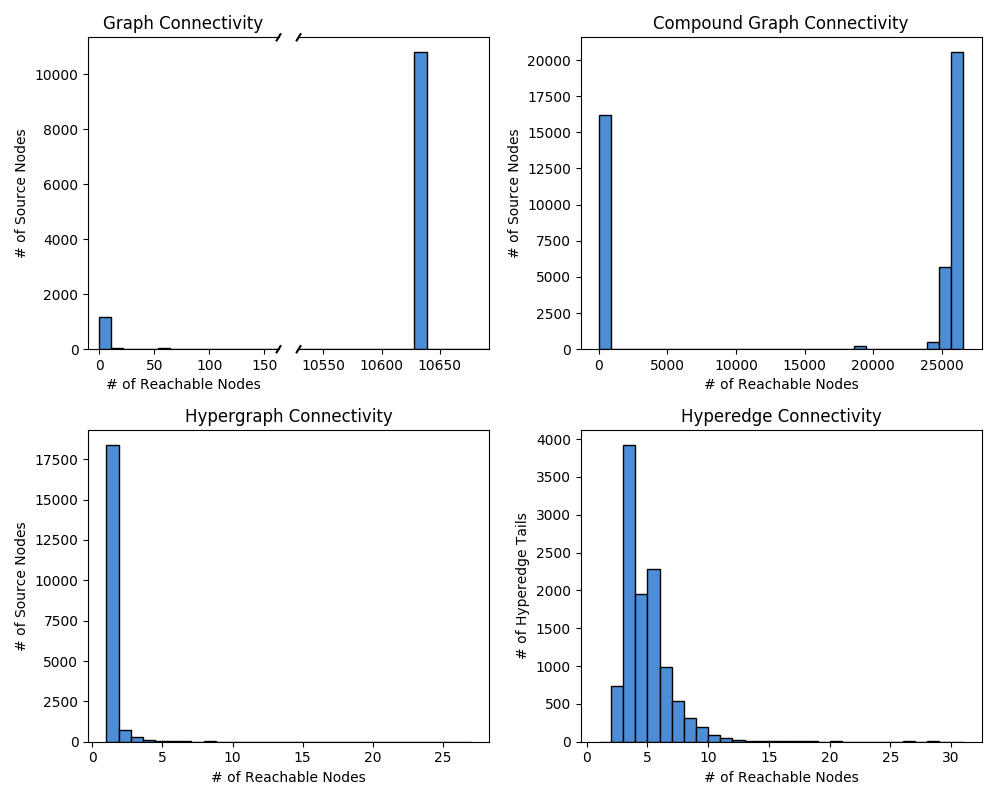 Graph Connectivity
10000
8000
6000
4000
2000
0
# of Source Nodes
0 50 100 150 10550 10600 10650
# of Reachable Nodes
Compound Graph Connectivity
20000
17500
15000
12500
10000
7500
5000
2500
0
# of Source Nodes
0 5000 10000 15000 20000 25000
# of Reachable Nodes
Hypergraph Connectivity
17500
15000
12500
10000
7500
5000
2500
0
# of Source Nodes
0 5 10 15 20 25
# of Reachable Nodes
Hyperedge Connectivity
4000
3500
3000
2500
2000
1500
1000
500
0
# of Hyperedge Tails
0 5 10 15 20 25 30
# of Reachable Nodes